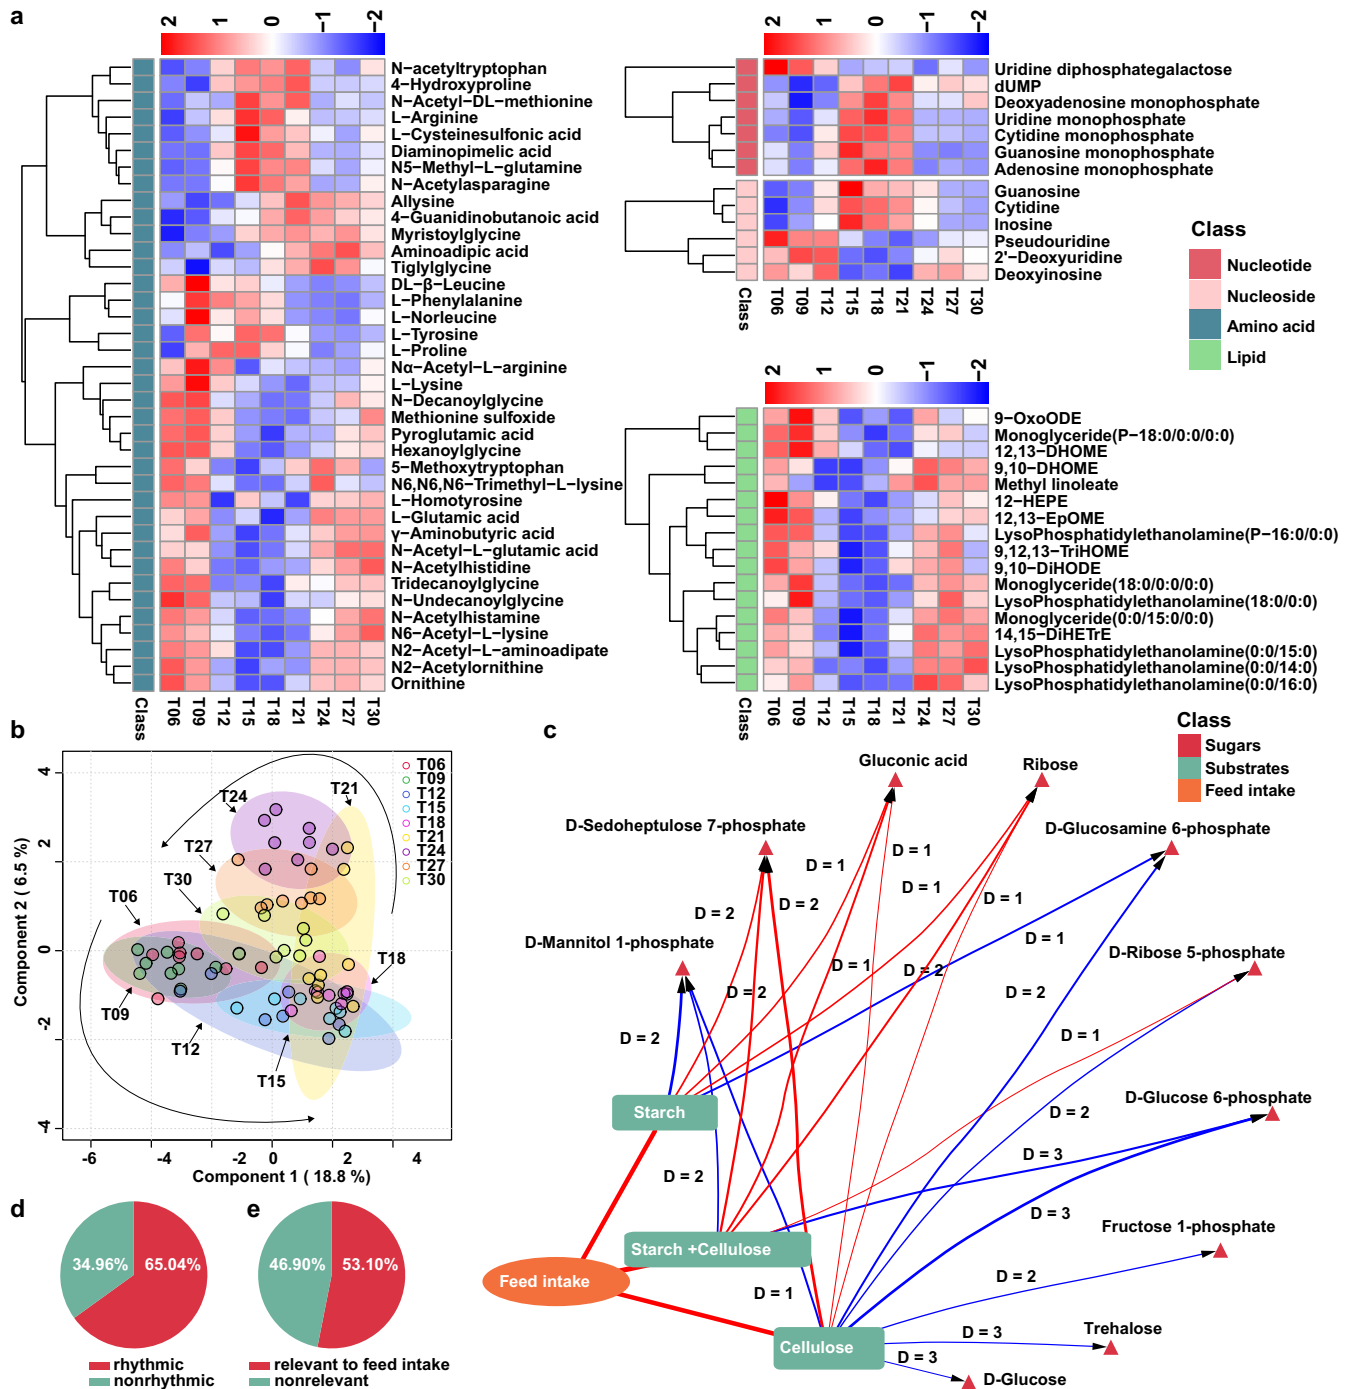 a
2 1 0 −1 −2
N−acetyltryptophan
4−Hydroxyproline
N−Acetyl−DL−methionine
L−Arginine
L−Cysteinesulfonic acid
Diaminopimelic acid
N5−Methyl−L−glutamine
N−Acetylasparagine
Allysine
4−Guanidinobutanoic acid
Myristoylglycine
Aminoadipic acid
Tiglylglycine
DL−β−Leucine
L−Phenylalanine
L−Norleucine
L−Tyrosine
L−Proline
Nα−Acetyl−L−arginine
L−Lysine
N−Decanoylglycine
Methionine sulfoxide
Pyroglutamic acid
Hexanoylglycine
5−Methoxytryptophan
N6,N6,N6−Trimethyl−L−lysine
L−Homotyrosine
L−Glutamic acid
γ−Aminobutyric acid
N−Acetyl−L−glutamic acid
N−Acetylhistidine
Tridecanoylglycine
N−Undecanoylglycine
N−Acetylhistamine
N6−Acetyl−L−lysine
N2−Acetyl−L−aminoadipate
N2−Acetylornithine
Ornithine
Class T06 T09 T12 T15 T18 T21 T24 T27 T30
2 1 0 −1 −2
Uridine diphosphategalactose
dUMP
Deoxyadenosine monophosphate
Uridine monophosphate
Cytidine monophosphate
Guanosine monophosphate
Adenosine monophosphate
Guanosine
Cytidine
Inosine
Pseudouridine
2'−Deoxyuridine
Deoxyinosine
Class T06 T09 T12 T15 T18 T21 T24 T27 T30
Class
Nucleotide
Nucleoside
Amino acid
Lipid
2 1 0 −1 −2
9−OxoODE
Monoglyceride(P−18:0/0:0/0:0)
12,13−DHOME
9,10−DHOME
Methyl linoleate
12−HEPE
12,13−EpOME
LysoPhosphatidylethanolamine(P−16:0/0:0)
9,12,13−TriHOME
9,10−DiHODE
Monoglyceride(18:0/0:0/0:0)
LysoPhosphatidylethanolamine(18:0/0:0)
Monoglyceride(0:0/15:0/0:0)
14,15−DiHETrE
LysoPhosphatidylethanolamine(0:0/15:0)
LysoPhosphatidylethanolamine(0:0/14:0)
LysoPhosphatidylethanolamine(0:0/16:0)
Class T06 T09 T12 T15 T18 T21 T24 T27 T30
b
Component 2 ( 6.5 %)
4
2
0
-2
-4
-6 -4 -2 0 2 4
Component 1 ( 18.8 %)
T24
T21
T27
T30
T06
T18
T09
T12
T15
T06
T09
T12
T15
T18
T21
T24
T27
T30
c
Class
Sugars
Substrates
Feed intake
Gluconic acid
Ribose
D-Sedoheptulose 7-phosphate
D-Glucosamine 6-phosphate
D-Mannitol 1-phosphate
D-Ribose 5-phosphate
D-Glucose 6-phosphate
Fructose 1-phosphate
Trehalose
D-Glucose
D = 1
D = 1
D = 1
D = 1
D = 2
D = 2
D = 1
D = 1
D = 2
D = 2
D = 2
D = 2
D = 1
D = 2
D = 2
D = 3
D = 3
D = 2
D = 1
D = 3
D = 3
Starch
Starch +Cellulose
Feed intake
Cellulose
d
34.96% 65.04%
rhythmic
nonrhythmic
e
46.90% 53.10%
relevant to feed intake
nonrelevant